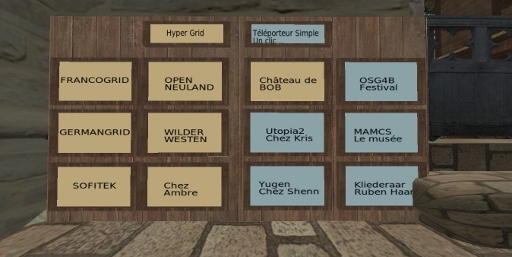 Hyper Grid
Téléporteur Simple
Un clic
FRANCOGRID
OPEN
NEULAND
Château de
BOB
OSG4B
Festival
GERMANGRID
WILDER
WESTEN
Utopia2
Chez Kris
MAMCS
Le musée
SOFITEK
Chez
Ambre
Yugen
Chez Shenn
Kliederaar
Ruben Haar